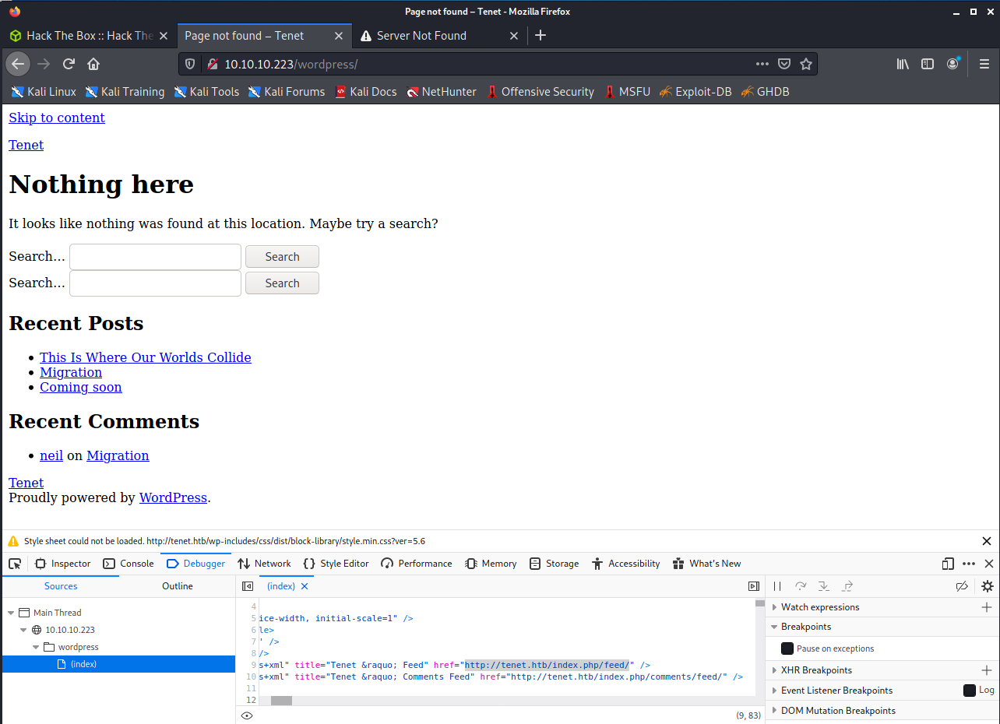 Page not found – Tenet - Mozilla Firefox
Hack The Box :: Hack The
Page not found – Tenet
Server Not Found
10.10.10.223/wordpress/
Kali Linux Kali Training Kali Tools Kali Forums Kali Docs NetHunter Offensive Security MSFU Exploit-DB GHDB
Skip to content
Tenet
Nothing here
It looks like nothing was found at this location. Maybe try a search?
Search… Search
Search… Search
Recent Posts
This Is Where Our Worlds Collide
Migration
Coming soon
Recent Comments
neil on Migration
Tenet
Proudly powered by WordPress.
Style sheet could not be loaded. http://tenet.htb/wp-includes/css/dist/block-library/style.min.css?ver=5.6
Inspector Console Debugger Network Style Editor Performance Memory Storage Accessibility What's New
Sources Outline
Main Thread
10.10.10.223
wordpress
(index)
(index)
4
5 ice-width, initial-scale=1" />
6 le>
7 ' />
8 />
9 s+xml" title="Tenet &raquo; Feed" href="http://tenet.htb/index.php/feed/" />
10 s+xml" title="Tenet &raquo; Comments Feed" href="http://tenet.htb/index.php/comments/feed/" />
11
12
(9, 83)
Watch expressions
Breakpoints
Pause on exceptions
XHR Breakpoints
Event Listener Breakpoints Log
DOM Mutation Breakpoints